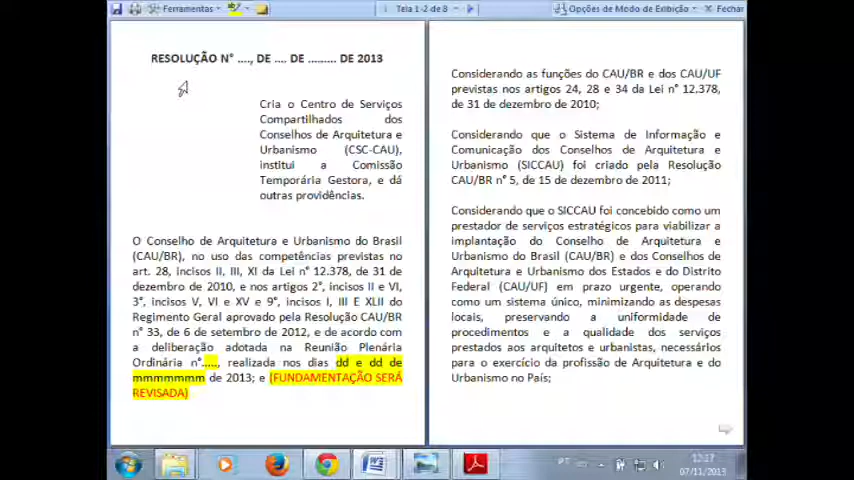 Ferramentas
Tela 1-2 de 8
Opções de Modo de Exibição
Fechar
RESOLUÇÃO N° ...., DE .... DE ......... DE 2013
Cria o Centro de Serviços
Compartilhados dos
Conselhos de Arquitetura e
Urbanismo (CSC-CAU),
institui a Comissão
Temporária Gestora, e dá
outras providências.
O Conselho de Arquitetura e Urbanismo do Brasil
(CAU/BR), no uso das competências previstas no
art. 28, incisos II, III, XI da Lei n° 12.378, de 31 de
dezembro de 2010, e nos artigos 2°, incisos II e VI,
3°, incisos V, VI e XV e 9°, incisos I, III E XLII do
Regimento Geral aprovado pela Resolução CAU/BR
n° 33, de 6 de setembro de 2012, e de acordo com
a deliberação adotada na Reunião Plenária
Ordinária n°....., realizada nos dias dd e dd de
mmmmmmm de 2013; e (FUNDAMENTAÇÃO SERÁ
REVISADA)
Considerando as funções do CAU/BR e dos CAU/UF
previstas nos artigos 24, 28 e 34 da Lei n° 12.378,
de 31 de dezembro de 2010;
Considerando que o Sistema de Informação e
Comunicação dos Conselhos de Arquitetura e
Urbanismo (SICCAU) foi criado pela Resolução
CAU/BR n° 5, de 15 de dezembro de 2011;
Considerando que o SICCAU foi concebido como um
prestador de serviços estratégicos para viabilizar a
implantação do Conselho de Arquitetura e
Urbanismo do Brasil (CAU/BR) e dos Conselhos de
Arquitetura e Urbanismo dos Estados e do Distrito
Federal (CAU/UF) em prazo urgente, operando
como um sistema único, minimizando as despesas
locais, preservando a uniformidade de
procedimentos e a qualidade dos serviços
prestados aos arquitetos e urbanistas, necessários
para o exercício da profissão de Arquitetura e do
Urbanismo no País;
PT
07/11/2013